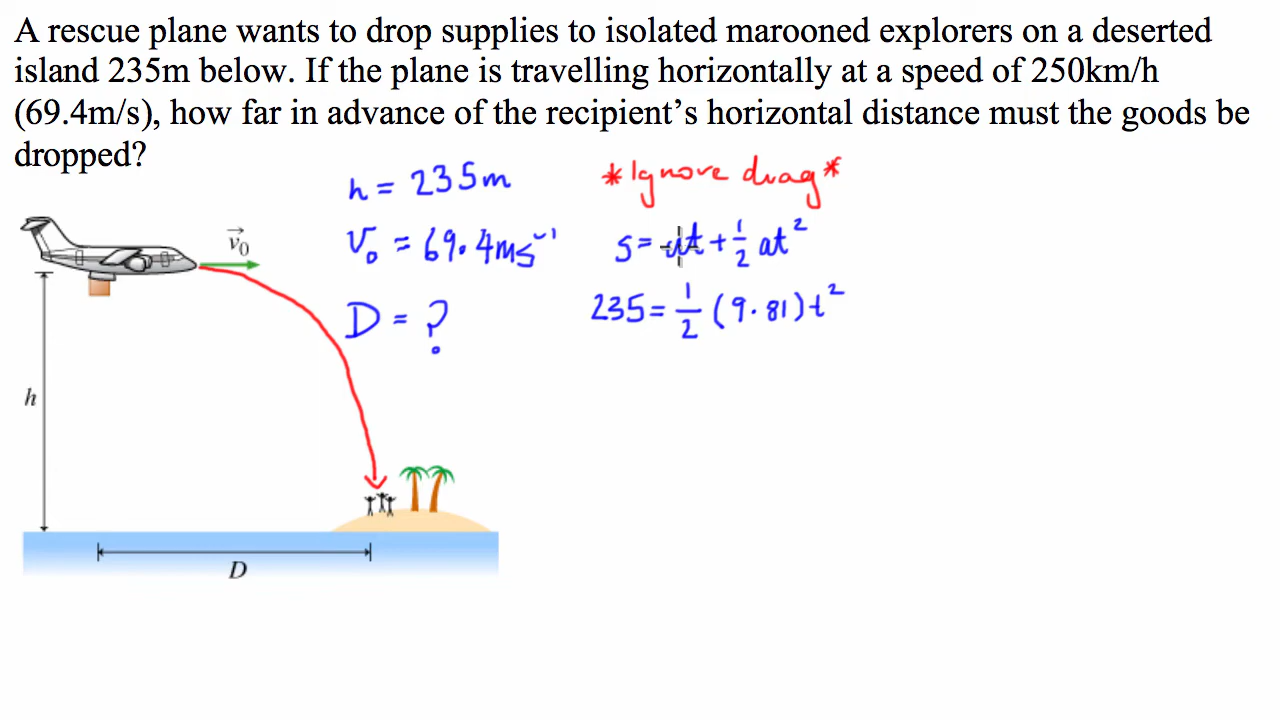 A rescue plane wants to drop supplies to isolated marooned explorers on a deserted
island 235m below. If the plane is travelling horizontally at a speed of 250km/h
(69.4m/s), how far in advance of the recipient’s horizontal distance must the goods be
dropped?
h = 235m
*Ignore drag*
v⃗₀
V₀ = 69.4ms⁻¹
s = ut + ½ at²
D = ?
235 = ½ (9.81)t²
h
D